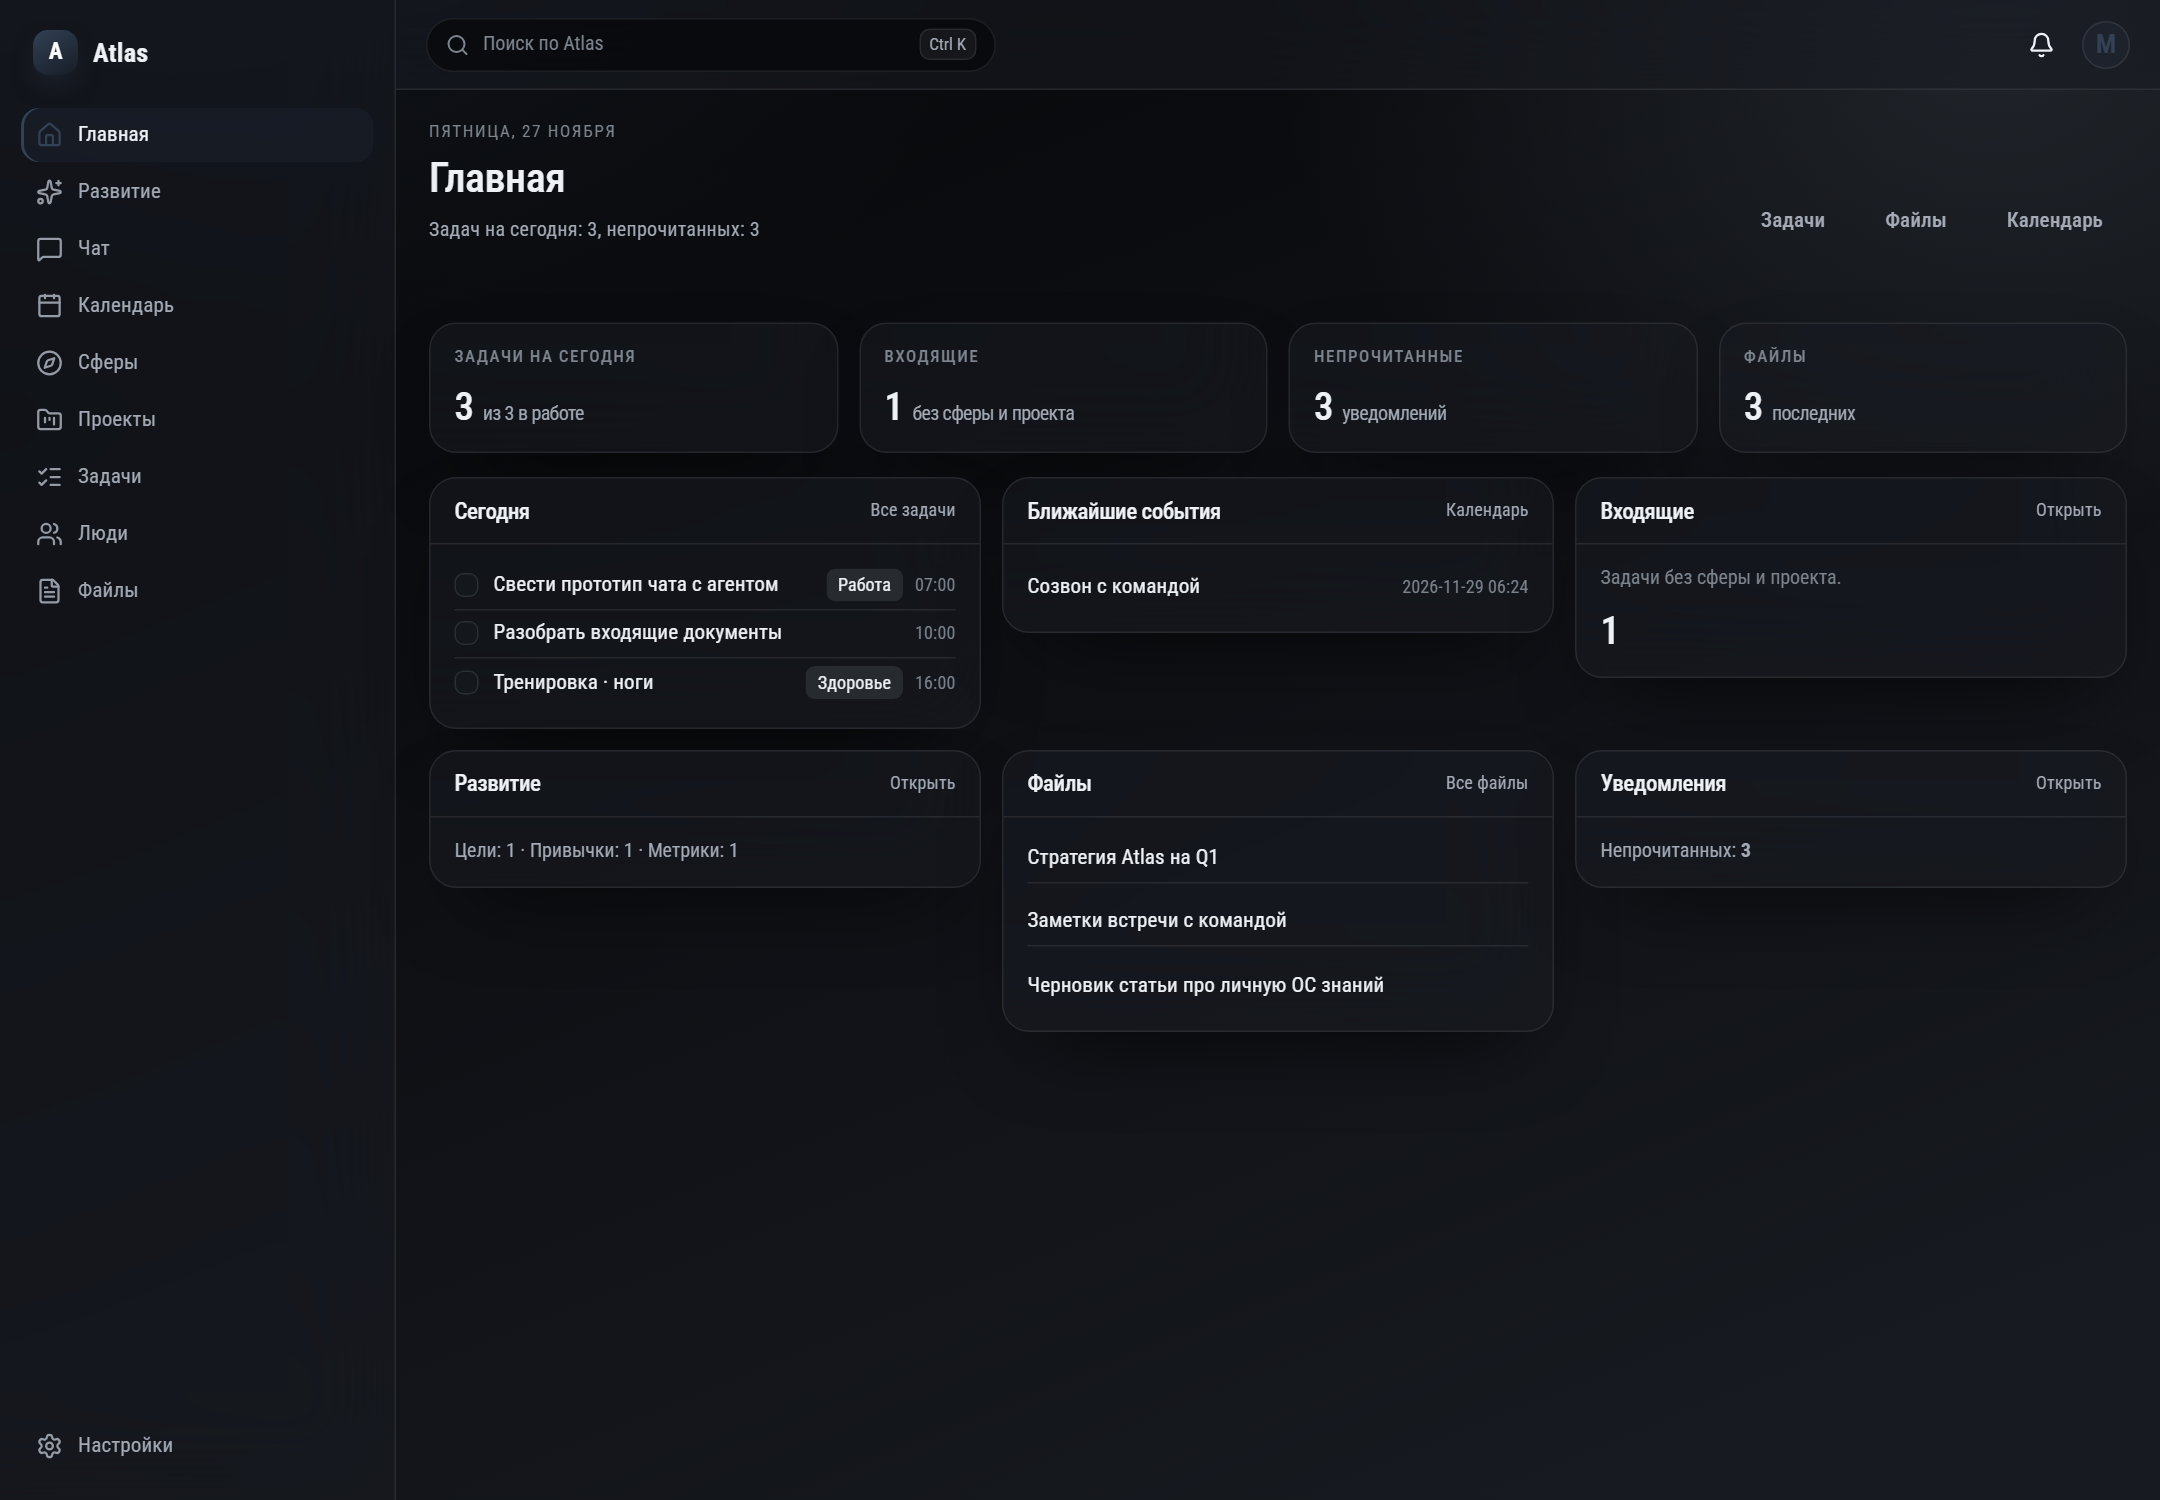 A Atlas
Главная
Развитие
Чат
Календарь
Сферы
Проекты
Задачи
Люди
Файлы
Настройки
Поиск по Atlas Ctrl K
M
ПЯТНИЦА, 27 НОЯБРЯ
Главная
Задач на сегодня: 3, непрочитанных: 3
Задачи Файлы Календарь
ЗАДАЧИ НА СЕГОДНЯ
3 из 3 в работе
ВХОДЯЩИЕ
1 без сферы и проекта
НЕПРОЧИТАННЫЕ
3 уведомлений
ФАЙЛЫ
3 последних
Сегодня Все задачи
Свести прототип чата с агентом Работа 07:00
Разобрать входящие документы 10:00
Тренировка · ноги Здоровье 16:00
Ближайшие события Календарь
Созвон с командой 2026-11-29 06:24
Входящие Открыть
Задачи без сферы и проекта.
1
Развитие Открыть
Цели: 1 · Привычки: 1 · Метрики: 1
Файлы Все файлы
Стратегия Atlas на Q1
Заметки встречи с командой
Черновик статьи про личную ОС знаний
Уведомления Открыть
Непрочитанных: 3